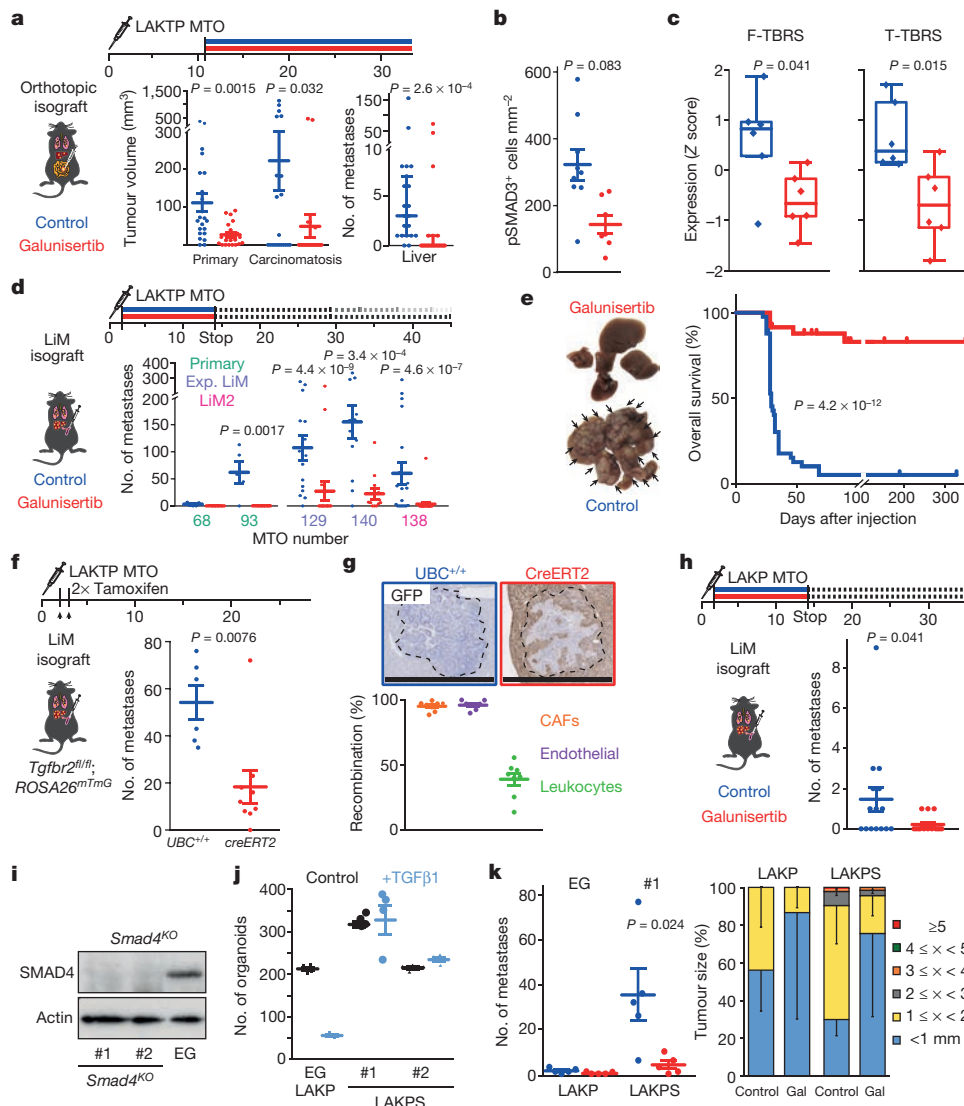 a
LAKTP MTO
0 10 20 30
Orthotopic
isograft
Control
Galunisertib
Tumour volume (mm3)
1,500
300
200
100
0
P = 0.0015 P = 0.032
Primary Carcinomatosis
No. of metastases
150
100
50
10
5
0
P = 2.6 × 10−4
Liver
b
P = 0.083
pSMAD3+ cells mm−2
600
400
200
0
c
F-TBRS T-TBRS
P = 0.041 P = 0.015
Expression (Z score)
2
1
0
−1
−2
d
LAKTP MTO
0 10 Stop 20 30 40
LiM
isograft
Control
Galunisertib
No. of metastases
400
300
200
150
100
50
0
Primary
Exp. LiM
LiM2
P = 0.0017
P = 4.4 × 10−9
P = 3.4 × 10−4
P = 4.6 × 10−7
68 93 129 140 138
MTO number
e
Galunisertib
Control
Overall survival (%)
100
80
60
40
20
0
P = 4.2 × 10−12
0 50 100 200 300
Days after injection
f
LAKTP MTO
2× Tamoxifen
0 10 20
LiM
isograft
Tgfbr2fl/fl;
ROSA26mTmG
No. of metastases
80
60
40
20
0
P = 0.0076
UBC+/+ creERT2
g
UBC+/+ CreERT2
GFP
Recombination (%)
100
50
0
CAFs
Endothelial
Leukocytes
h
LAKP MTO
0 10 Stop 20 30
LiM
isograft
Control
Galunisertib
No. of metastases
8
6
4
2
0
P = 0.041
i
Smad4KO
SMAD4
Actin
#1 #2 EG
Smad4KO
j
Control +TGFβ1
No. of organoids
400
300
200
100
0
EG #1 #2
LAKP LAKPS
k
EG #1
No. of metastases
80
60
40
20
0
P = 0.024
LAKP LAKPS
LAKP LAKPS
Tumour size (%)
100
80
60
40
20
0
Control Gal Control Gal
≥5
4 ≤ × < 5
3 ≤ × < 4
2 ≤ × < 3
1 ≤ × < 2
<1 mm